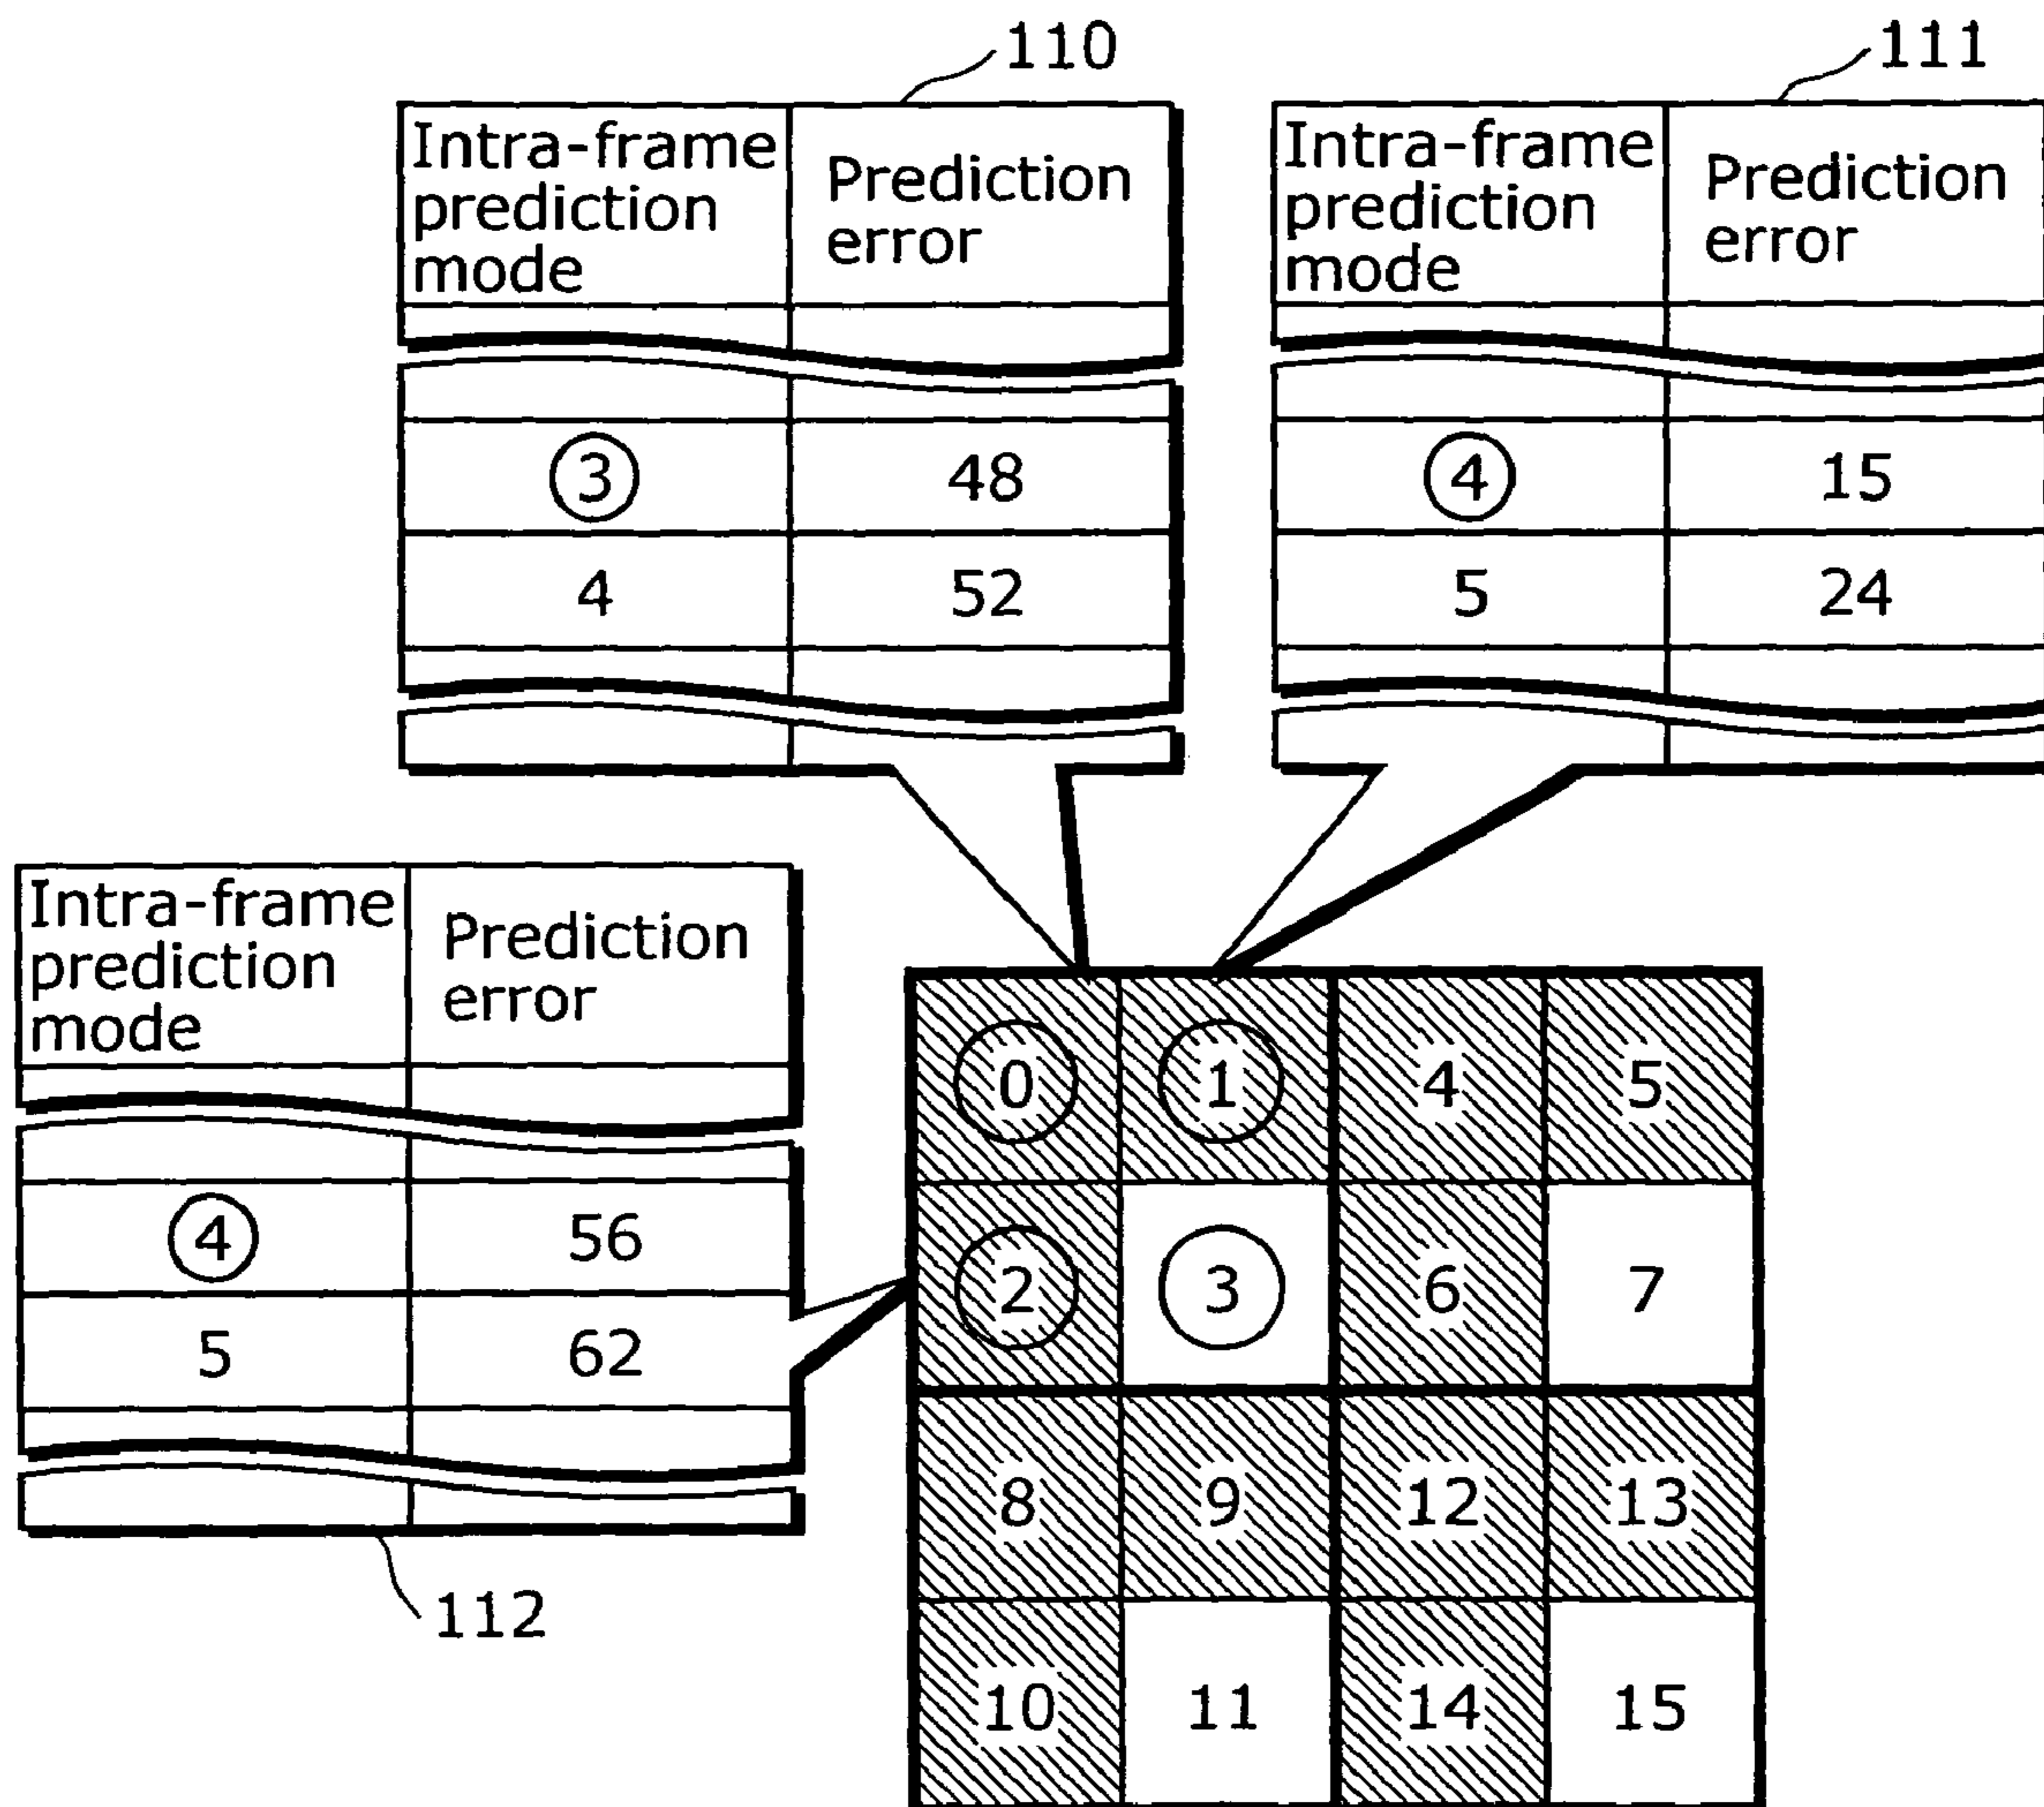 110
111
Intra-frame prediction mode
Prediction error
③ 48
4 52
Intra-frame prediction mode
Prediction error
④ 15
5 24
Intra-frame prediction mode
Prediction error
④ 56
5 62
112
0 1 4 5
2 3 6 7
8 9 12 13
10 11 14 15